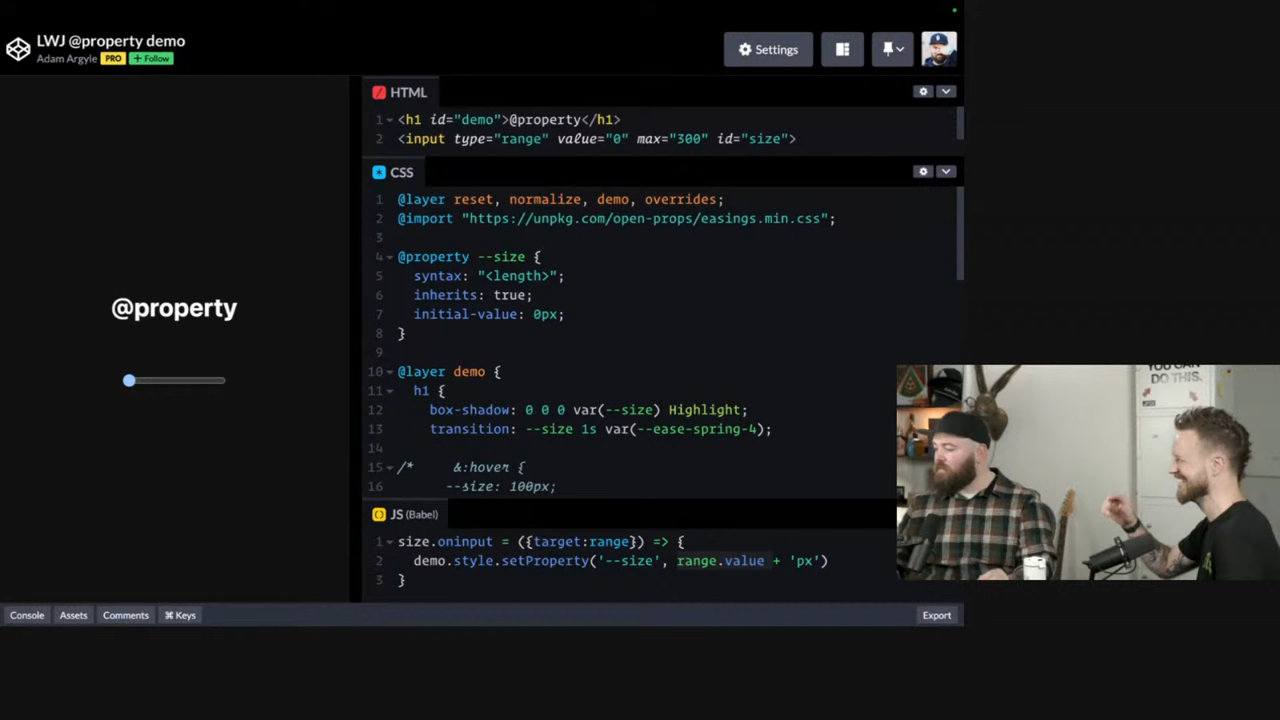 LWJ @property demo
Adam Argyle PRO + Follow
Settings
HTML
1 <h1 id="demo">@property</h1>
2 <input type="range" value="0" max="300" id="size">
CSS
1 @layer reset, normalize, demo, overrides;
2 @import "https://unpkg.com/open-props/easings.min.css";
3
4 @property --size {
5 syntax: "<length>";
6 inherits: true;
7 initial-value: 0px;
8 }
9
10 @layer demo {
11 h1 {
12 box-shadow: 0 0 0 var(--size) Highlight;
13 transition: --size 1s var(--ease-spring-4);
14
15 /* &:hover {
16 --size: 100px;
@property
JS (Babel)
1 size.oninput = ({target:range}) => {
2 demo.style.setProperty('--size', range.value + 'px')
3 }
YOU CAN
DO THIS.
Console Assets Comments ⌘ Keys Export